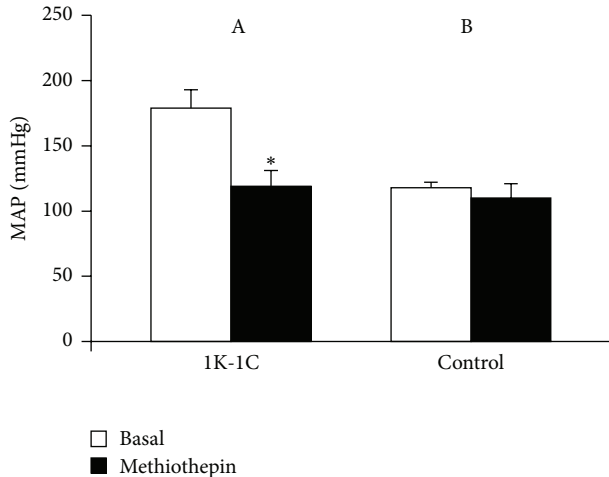 A
B
MAP (mmHg)
250
200
150
100
50
0
*
1K-1C
Control
Basal
Methiothepin